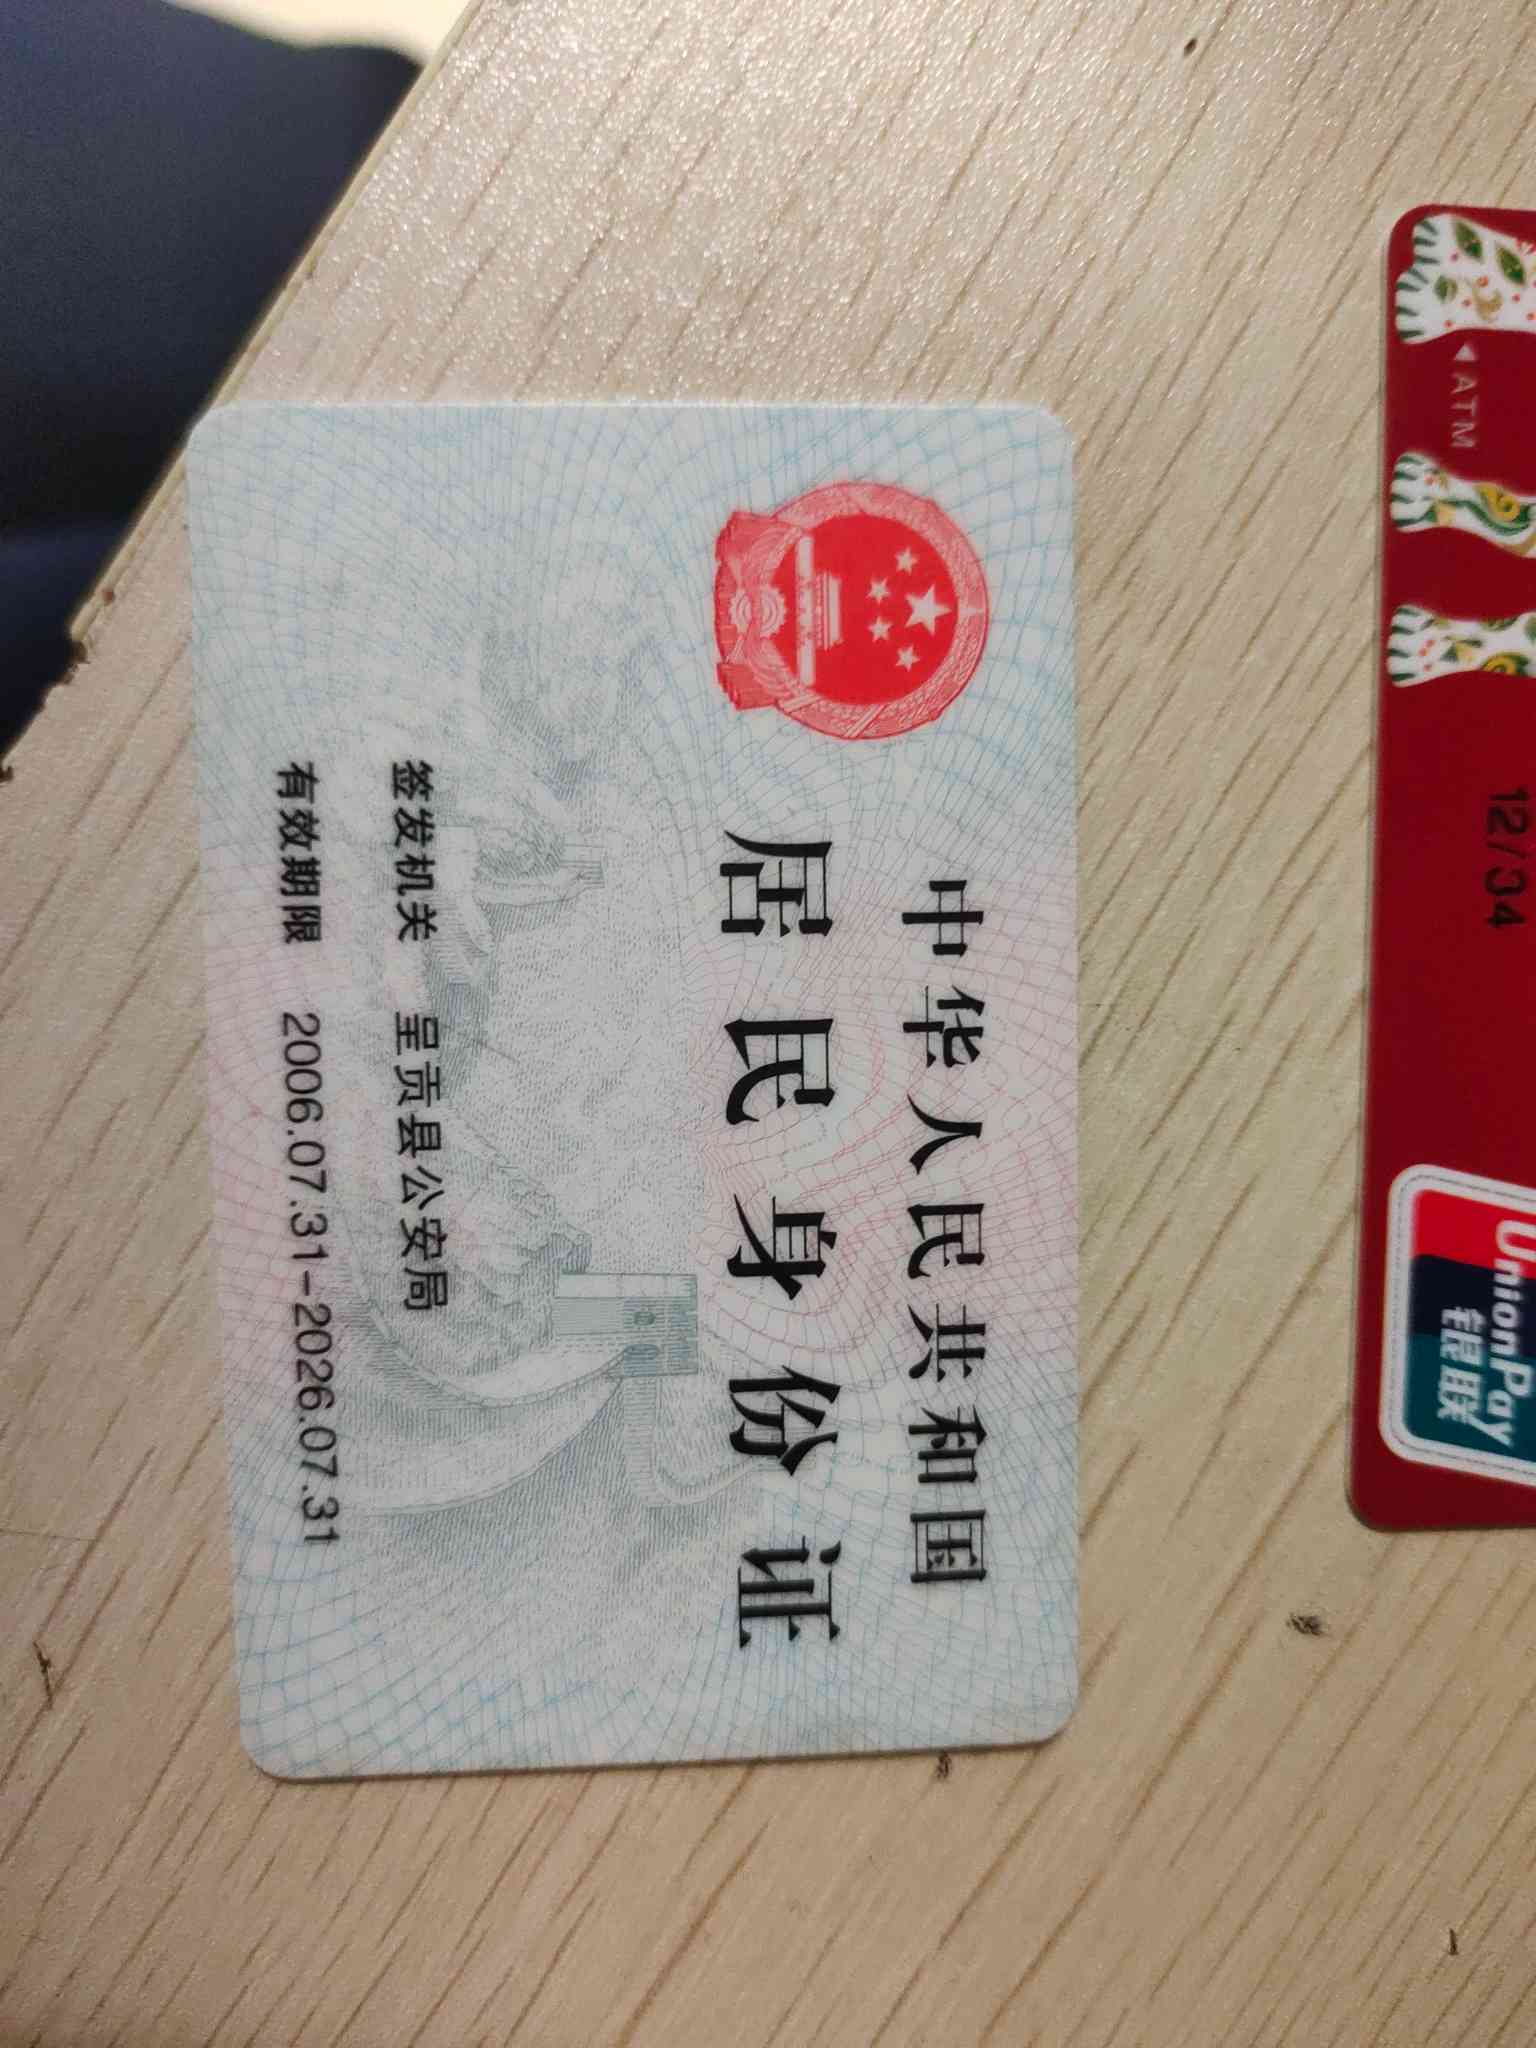 中华人民共和国
居民身份证
签发机关 呈贡县公安局
有效期限 2006.07.31-2026.07.31
ATM
12/34
UnionPay
银联